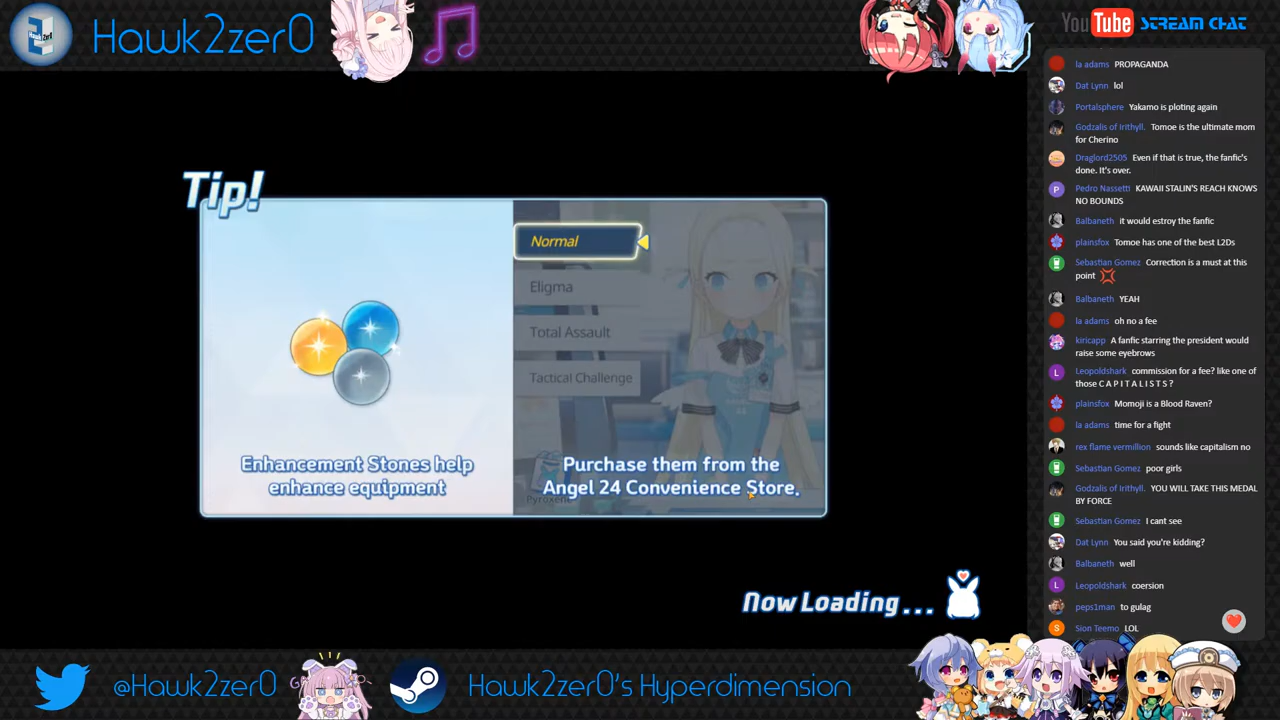 Hawk2zer0
You Tube STREAM CHAT
la adams PROPAGANDA
Dat Lynn lol
Portalsphere Yakamo is ploting again
Godzalis of Irithyll. Tomoe is the ultimate mom
for Cherino
Draglord2505 Even if that is true, the fanfic's
done. It's over.
Pedro Nassetti KAWAII STALIN'S REACH KNOWS
NO BOUNDS
Balbaneth it would estroy the fanfic
plainsfox Tomoe has one of the best L2Ds
Sebastian Gomez Correction is a must at this
point
Balbaneth YEAH
la adams oh no a fee
kiricapp A fanfic starring the president would
raise some eyebrows
Leopoldshark commission for a fee? like one of
those C A P I T A L I S T S ?
plainsfox Momoji is a Blood Raven?
la adams time for a fight
rex flame vermillion sounds like capitalism no
Sebastian Gomez poor girls
Godzalis of Irithyll. YOU WILL TAKE THIS MEDAL
BY FORCE
Sebastian Gomez I cant see
Dat Lynn You said you're kidding?
Balbaneth well
Leopoldshark coersion
peps1man to gulag
Sion Teemo LOL
Tip!
Normal
Eligma
Total Assault
Tactical Challenge
Pyroxene
Enhancement Stones help
enhance equipment
Purchase them from the
Angel 24 Convenience Store.
Now Loading...
@Hawk2zer0
Hawk2zer0's Hyperdimension